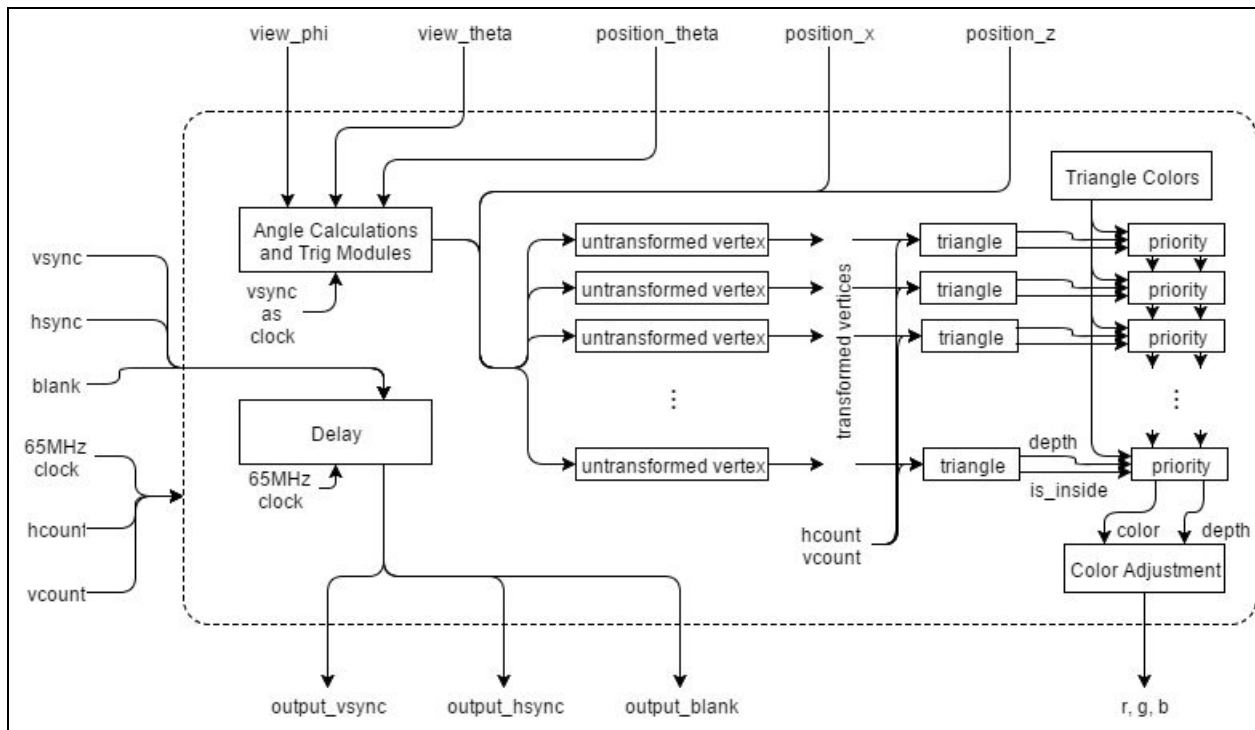 view_phi
view_theta
position_theta
position_x
position_z
Triangle Colors
Angle Calculations
and Trig Modules
untransformed vertex
triangle
priority
vsync
vsync
as
clock
untransformed vertex
triangle
priority
hsync
untransformed vertex
triangle
priority
blank
transformed vertices
...
...
Delay
65MHz
clock
65MHz
clock
untransformed vertex
triangle
depth
priority
is_inside
hcount
hcount
vcount
color
depth
Color Adjustment
vcount
output_vsync
output_hsync
output_blank
r, g, b